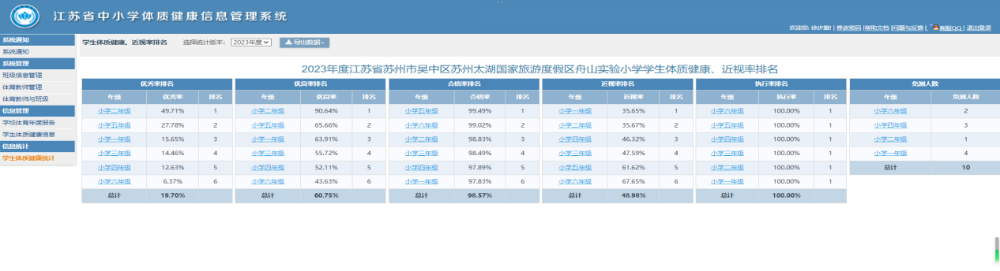 江苏省中小学体质健康信息管理系统
修改密码 |帮助文档 |问题与反馈 | 客服QQ | 退出登录
系统通知
系统通知
系统管理
班级信息管理
体育教师管理
体育教师与班级
信息管理
学校体育年度报告
学生体质健康信息
信息统计
学生体质健康统计
学生体质健康、近视率排名 选择统计版本: 2023年度 导出数据
2023年度江苏省苏州市吴中区苏州太湖国家旅游度假区舟山实验小学学生体质健康、近视率排名
优秀率排名 优良率排名 合格率排名 近视率排名 执行率排名 免测人数
年级 优秀率 排名 年级 优良率 排名 年级 合格率 排名 年级 近视率 排名 年级 执行率 排名 年级 免测人数
小学二年级 49.71% 1 小学二年级 90.64% 1 小学五年级 99.49% 1 小学一年级 35.65% 1 小学六年级 100.00% 1 小学六年级 2
小学五年级 27.78% 2 小学五年级 65.66% 2 小学六年级 99.02% 2 小学二年级 35.67% 2 小学五年级 100.00% 1 小学四年级 3
小学一年级 15.65% 3 小学一年级 63.91% 3 小学二年级 98.83% 3 小学四年级 46.32% 3 小学四年级 100.00% 1 小学二年级 1
小学三年级 14.46% 4 小学三年级 55.72% 4 小学三年级 98.49% 4 小学三年级 47.59% 4 小学三年级 100.00% 1 小学一年级 4
小学四年级 12.63% 5 小学四年级 52.11% 5 小学四年级 97.89% 5 小学五年级 61.62% 5 小学二年级 100.00% 1 总计 10
小学六年级 6.37% 6 小学六年级 43.63% 6 小学一年级 97.83% 6 小学六年级 67.65% 6 小学一年级 100.00% 1
总计 19.70% 总计 60.75% 总计 98.57% 总计 48.98% 总计 100.00%